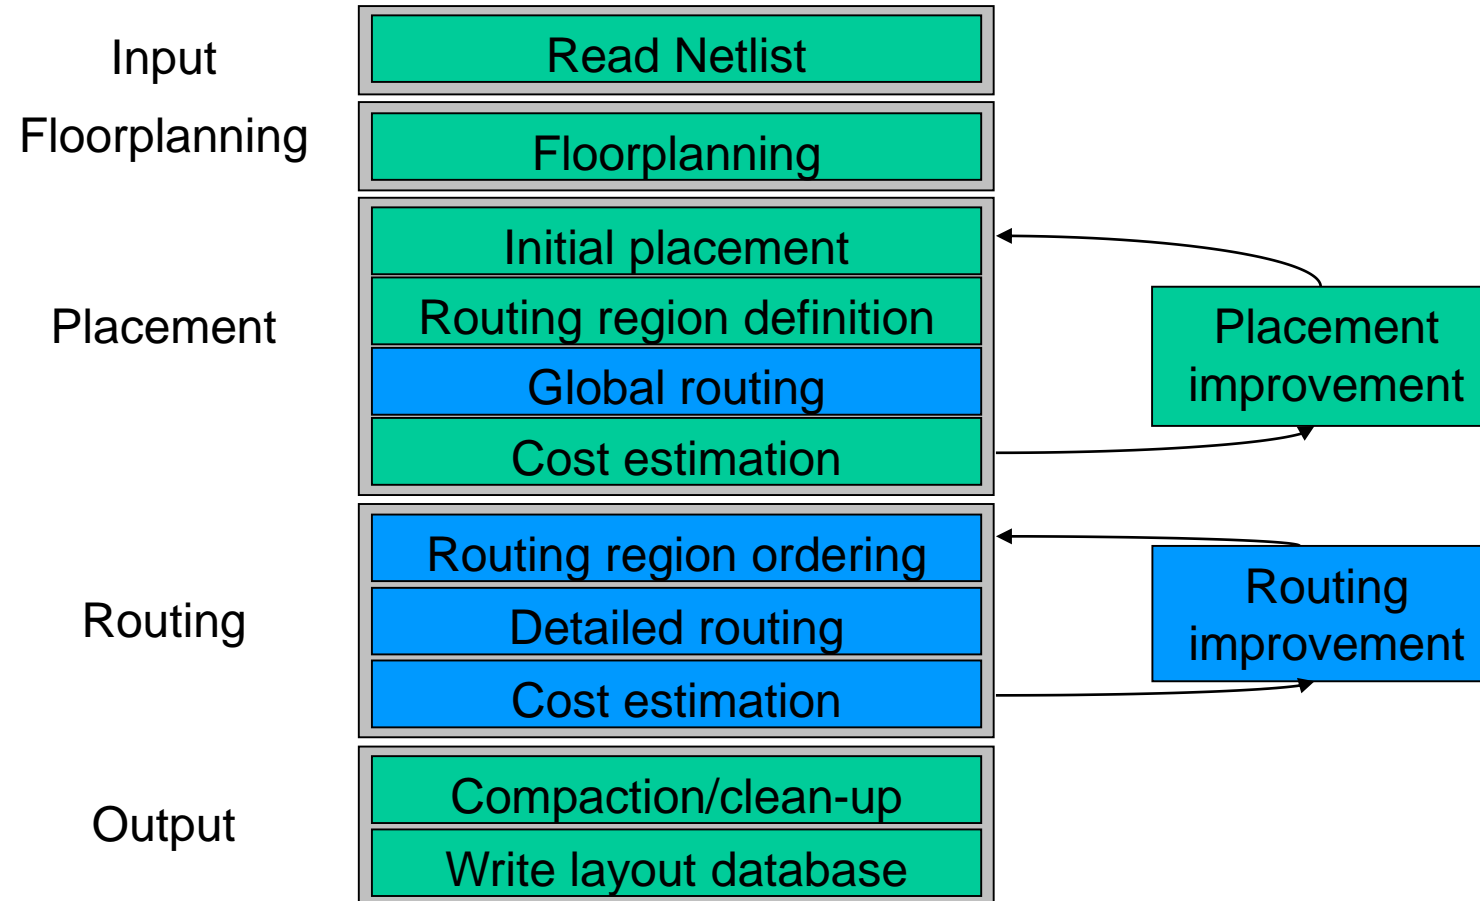 Input
Read Netlist
Floorplanning
Floorplanning
Placement
Initial placement
Routing region definition
Global routing
Cost estimation
Placement
improvement
Routing
Routing region ordering
Detailed routing
Cost estimation
Routing
improvement
Output
Compaction/clean-up
Write layout database